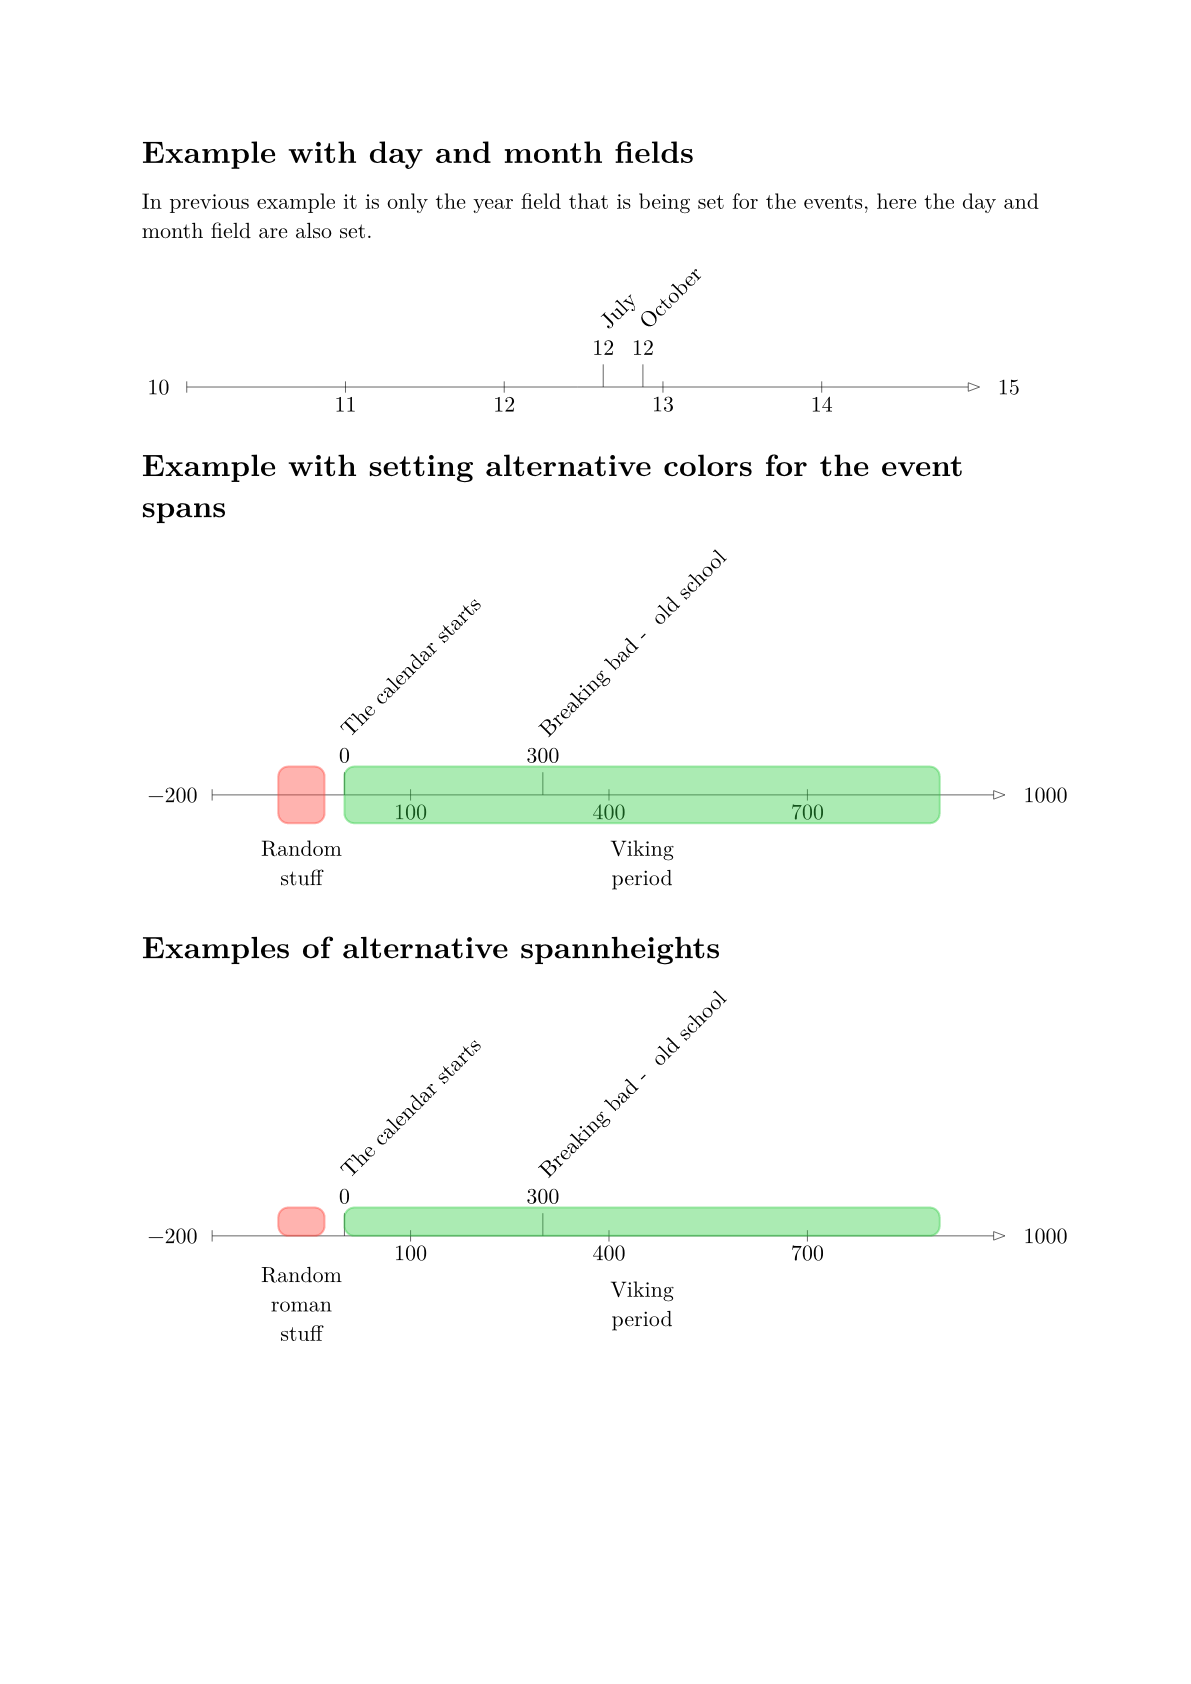 Example with day and month fields
In previous example it is only the year field that is being set for the events, here the day and
month field are also set.
July October
12 12
10 15
11 12 13 14
Example with setting alternative colors for the event
spans
The calendar starts
Breaking bad - old school
0 300
−200 1000
100 400 700
Random
stuff
Viking
period
Examples of alternative spannheights
The calendar starts
Breaking bad - old school
0 300
−200 1000
100 400 700
Random
roman
stuff
Viking
period